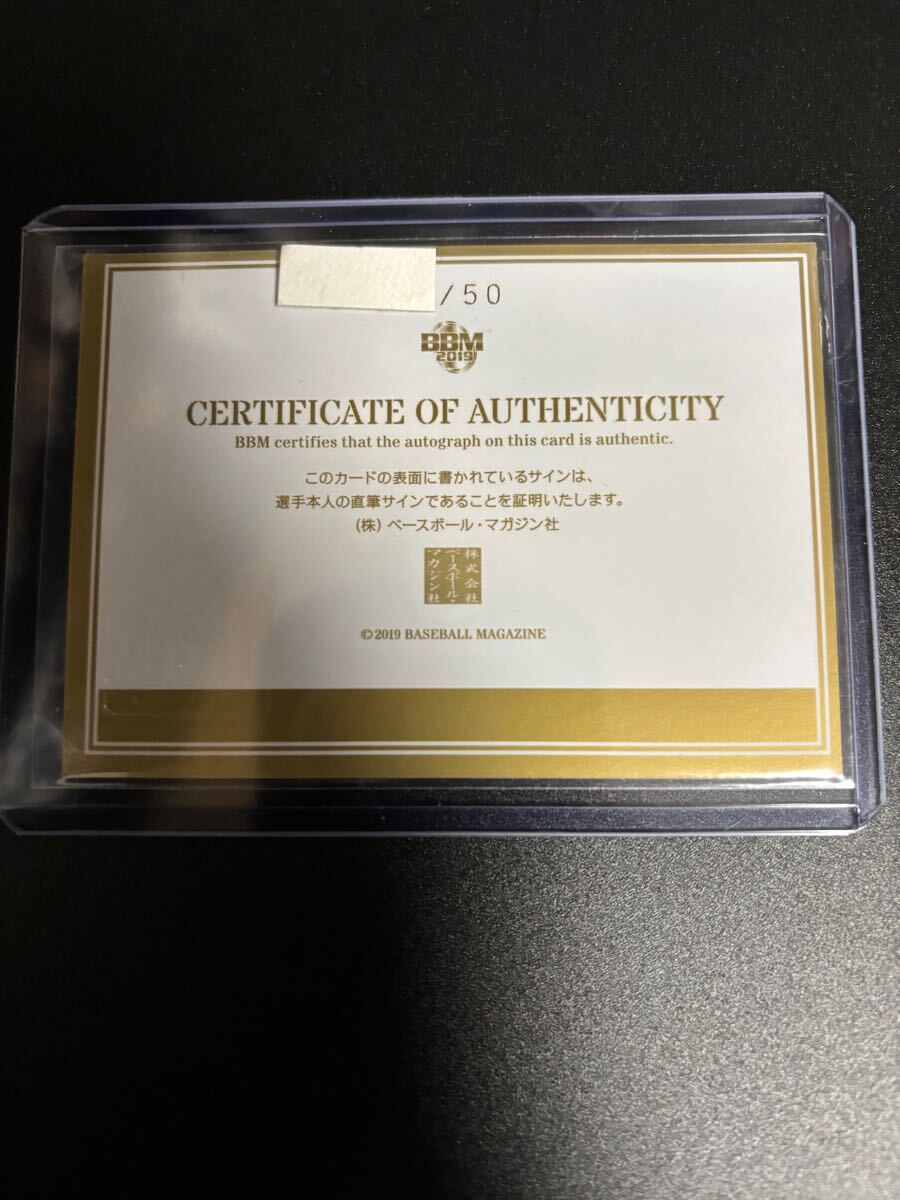 /50
BBM
2019
CERTIFICATE OF AUTHENTICITY
BBM certifies that the autograph on this card is authentic.
このカードの表面に書かれているサインは、
選手本人の直筆サインであることを証明いたします。
(株) ベースボール・マガジン社
株式会社
ベースボール・
マガジン社
©2019 BASEBALL MAGAZINE